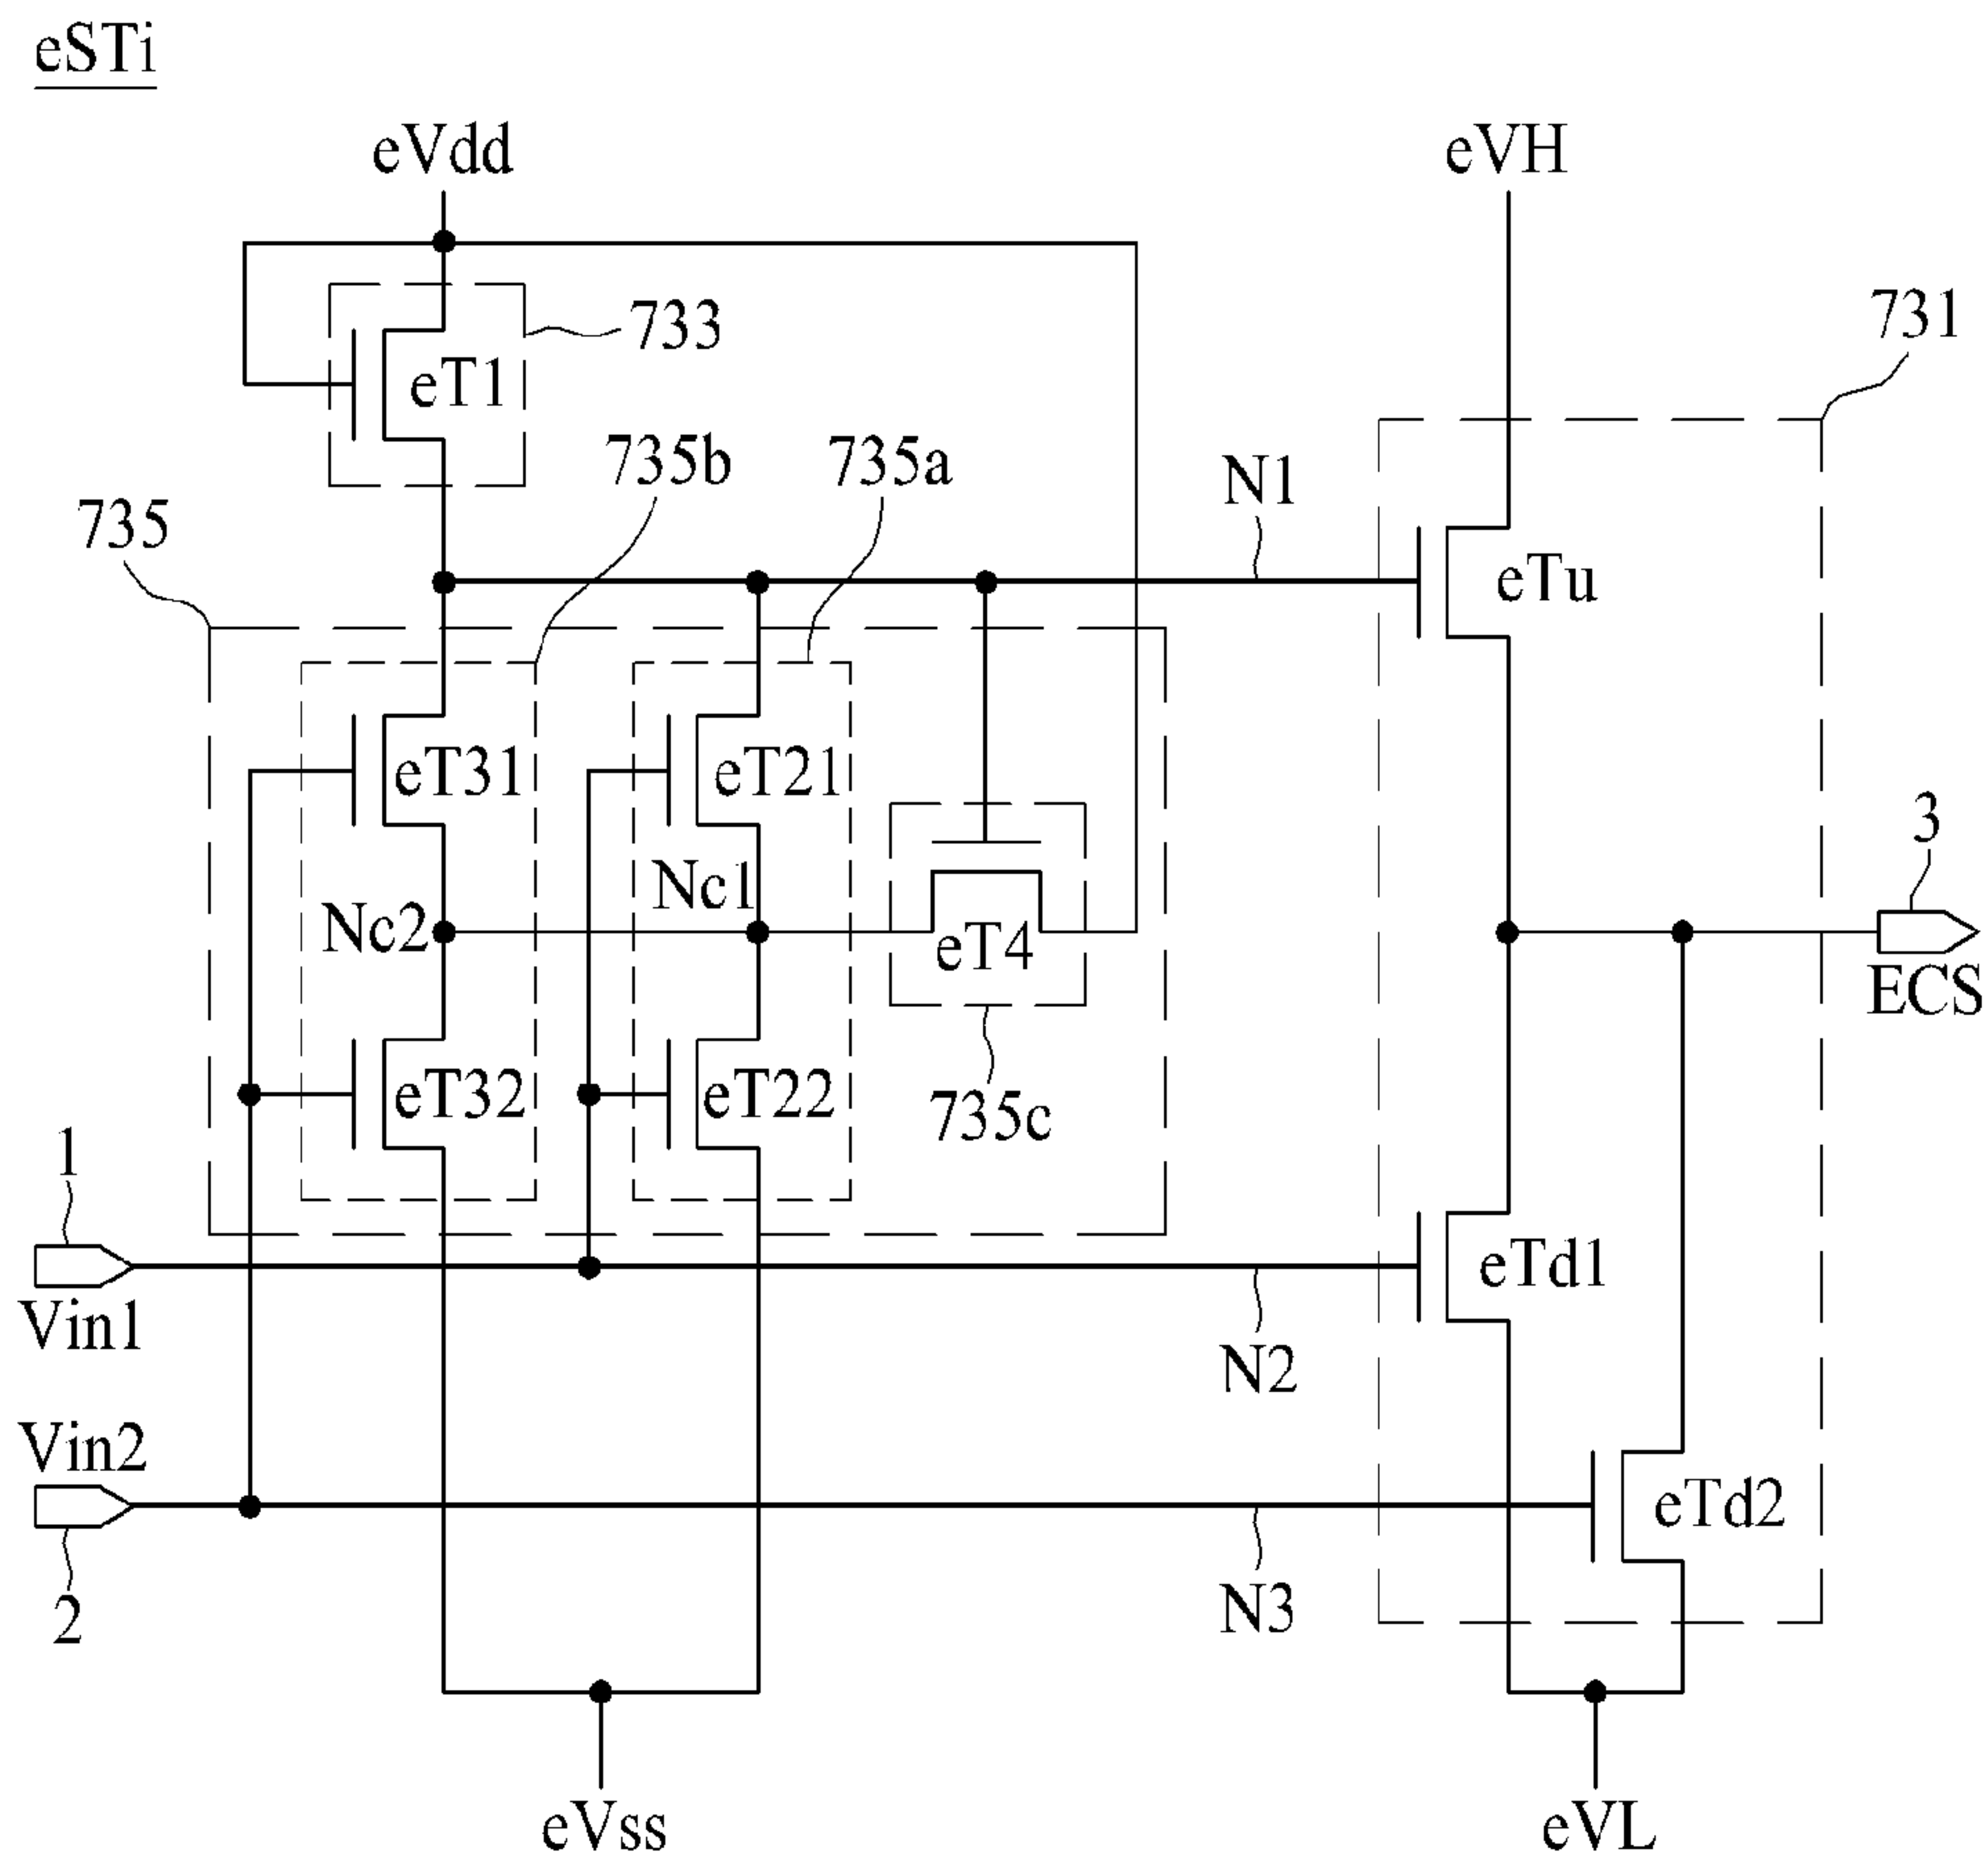 eSTi
eVdd
eVH
733
731
eT1
735b
735a
735
N1
eTu
eT31
eT21
3
Nc1
Nc2
eT4
ECS
eT32
eT22
735c
1
Vin1
eTd1
N2
Vin2
eTd2
2
N3
eVss
eVL